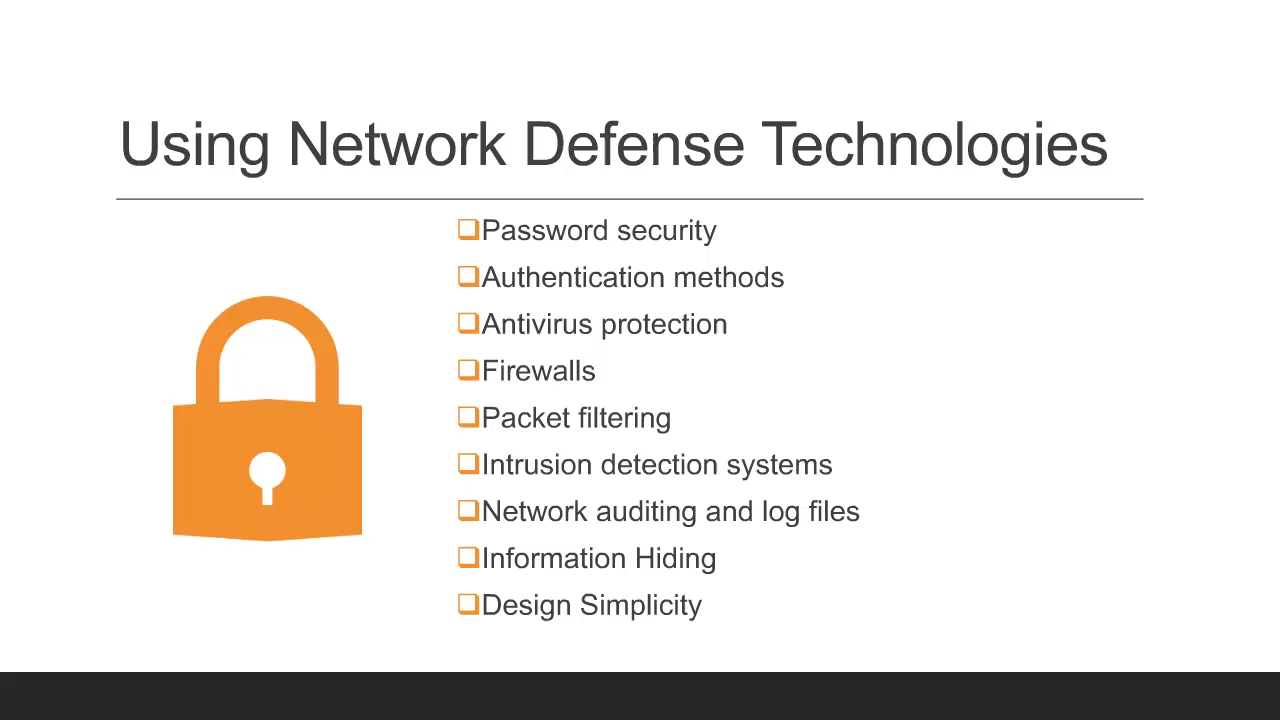 Using Network Defense Technologies
Password security
Authentication methods
Antivirus protection
Firewalls
Packet filtering
Intrusion detection systems
Network auditing and log files
Information Hiding
Design Simplicity